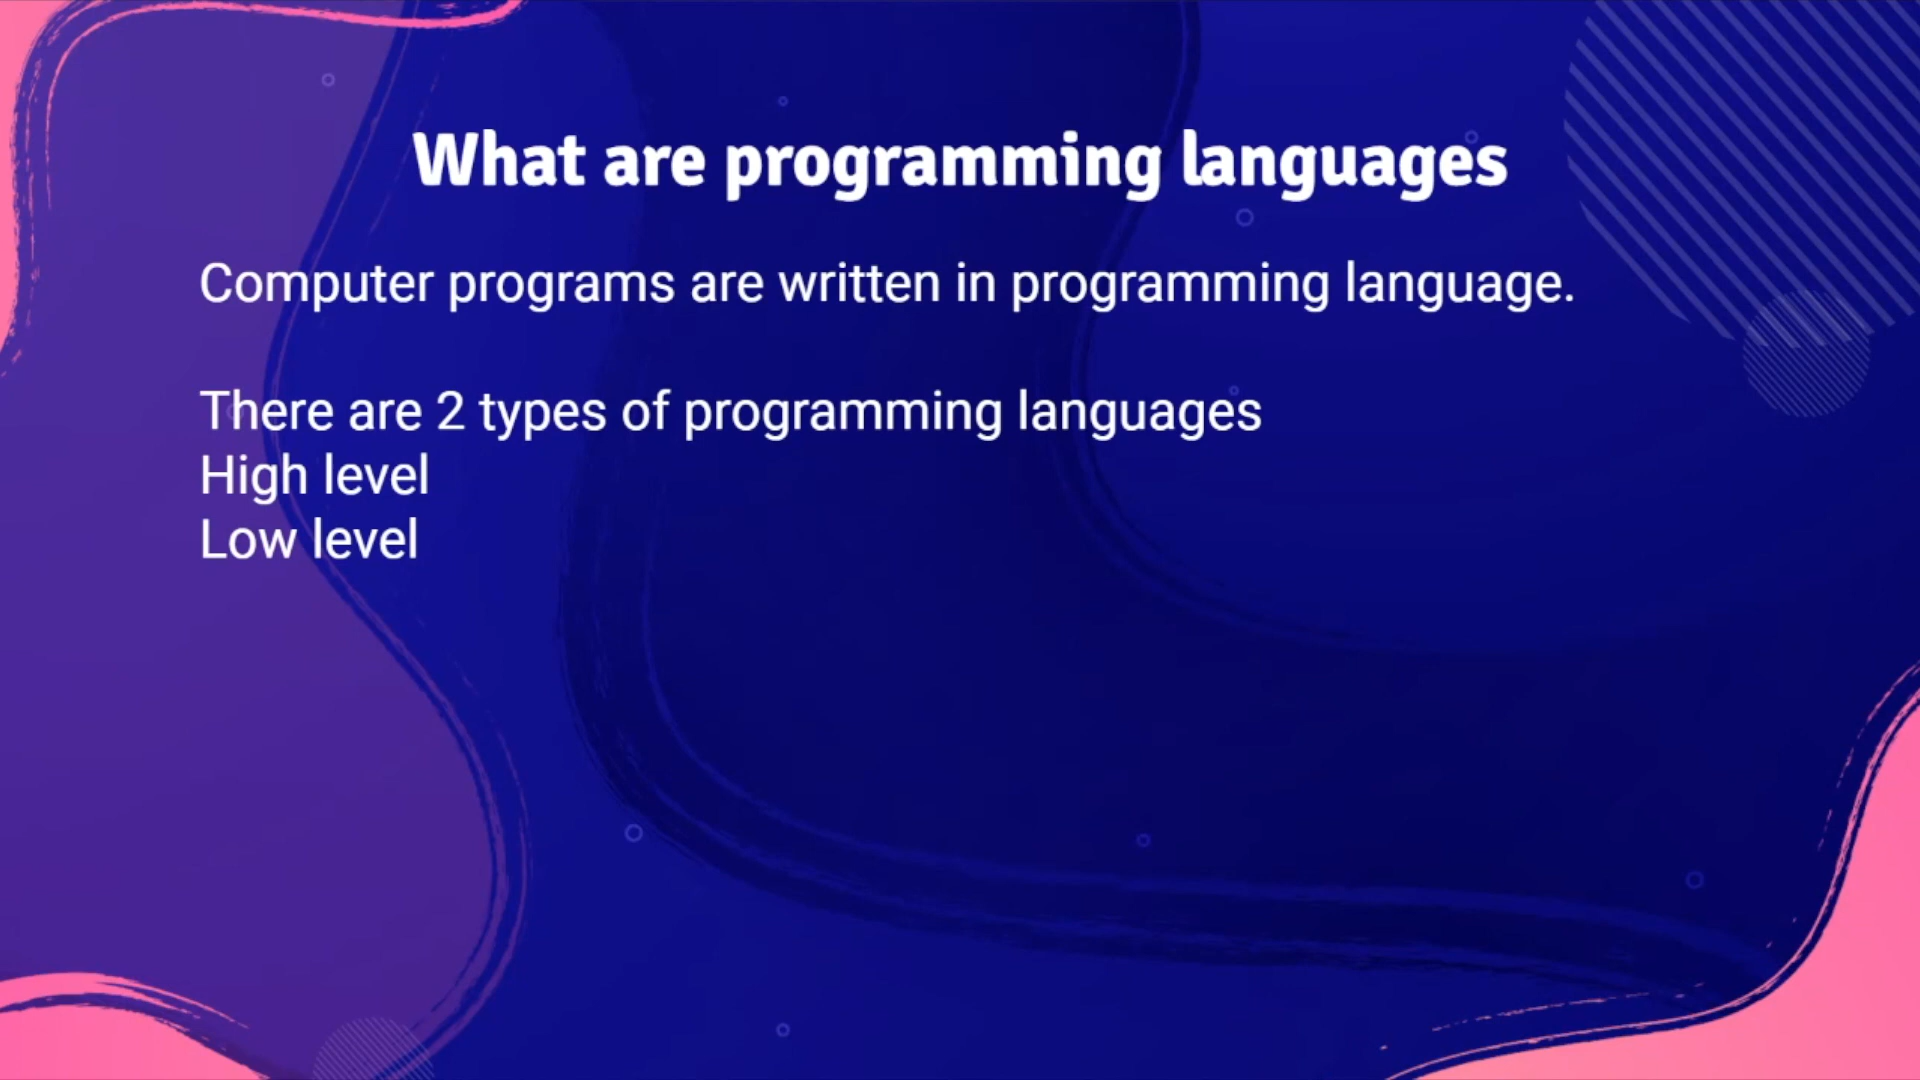 What are programming languages
Computer programs are written in programming language.
There are 2 types of programming languages
High level
Low level